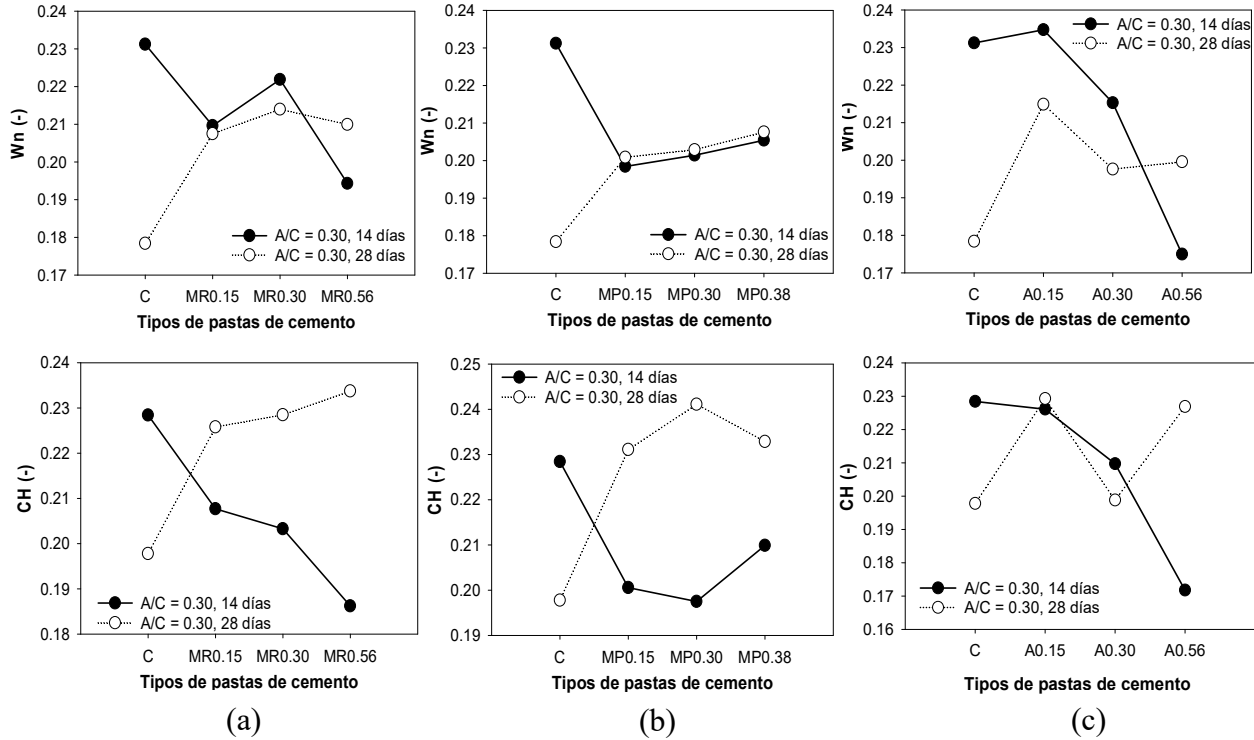 0.24
0.23
0.22
0.21
0.20
0.19
0.18
0.17
Wn (-)
A/C = 0.30, 14 días
A/C = 0.30, 28 días
C MR0.15 MR0.30 MR0.56
Tipos de pastas de cemento
0.24
0.23
0.22
0.21
0.20
0.19
0.18
0.17
Wn (-)
A/C = 0.30, 14 días
A/C = 0.30, 28 días
C MP0.15 MP0.30 MP0.38
Tipos de pastas de cemento
0.24
0.23
0.22
0.21
0.20
0.19
0.18
0.17
Wn (-)
A/C = 0.30, 14 días
A/C = 0.30, 28 días
C A0.15 A0.30 A0.56
Tipos de pastas de cemento
0.24
0.23
0.22
0.21
0.20
0.19
0.18
CH (-)
A/C = 0.30, 14 días
A/C = 0.30, 28 días
C MR0.15 MR0.30 MR0.56
Tipos de pastas de cemento
(a)
0.25
0.24
0.23
0.22
0.21
0.20
0.19
CH (-)
A/C = 0.30, 14 días
A/C = 0.30, 28 días
C MP0.15 MP0.30 MP0.38
Tipos de pastas de cemento
(b)
0.24
0.23
0.22
0.21
0.20
0.19
0.18
0.17
0.16
CH (-)
A/C = 0.30, 14 días
A/C = 0.30, 28 días
C A0.15 A0.30 A0.56
Tipos de pastas de cemento
(c)